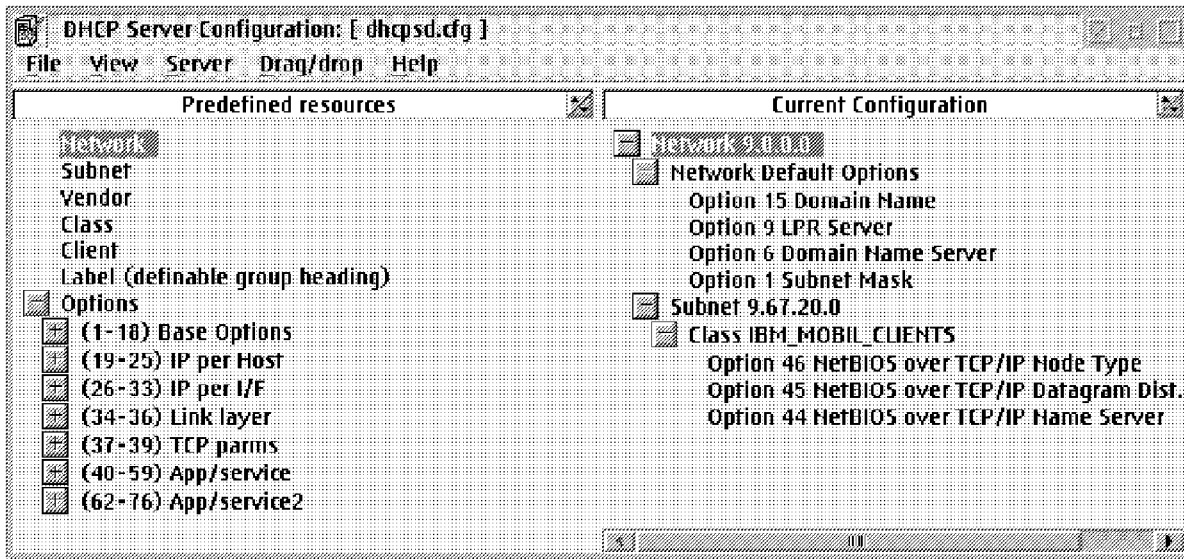 DHCP Server Configuration: [ dhcpsd.cfg ]
File View Server Drag/drop Help
Predefined resources
Network
Subnet
Vendor
Class
Client
Label (definable group heading)
Options
(1-18) Base Options
(19-25) IP per Host
(26-33) IP per I/F
(34-36) Link layer
(37-39) TCP parms
(40-59) App/service
(62-76) App/service2
Current Configuration
Network 9.0.0.0
Network Default Options
Option 15 Domain Name
Option 9 LPR Server
Option 6 Domain Name Server
Option 1 Subnet Mask
Subnet 9.67.20.0
Class IBM_MOBIL_CLIENTS
Option 46 NetBIOS over TCP/IP Node Type
Option 45 NetBIOS over TCP/IP Datagram Dist.
Option 44 NetBIOS over TCP/IP Name Server